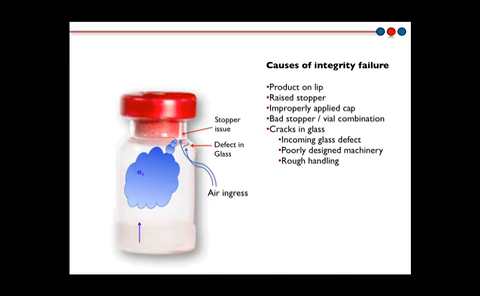 Causes of integrity failure
•Product on lip
•Raised stopper
•Improperly applied cap
•Bad stopper / vial combination
•Cracks in glass
•Incoming glass defect
•Poorly designed machinery
•Rough handling
Stopper
issue
Defect in
Glass
O₂
Air ingress